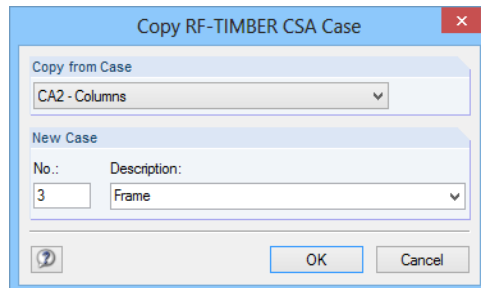 Copy RF-TIMBER CSA Case
Copy from Case
CA2 - Columns
New Case
No.: Description:
3 Frame
OK Cancel